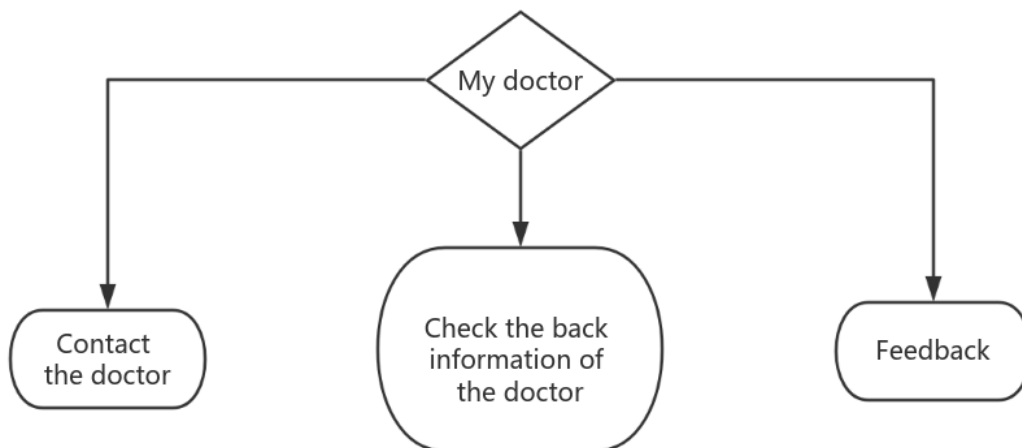 My doctor
Contact
the doctor
Check the back
information of
the doctor
Feedback